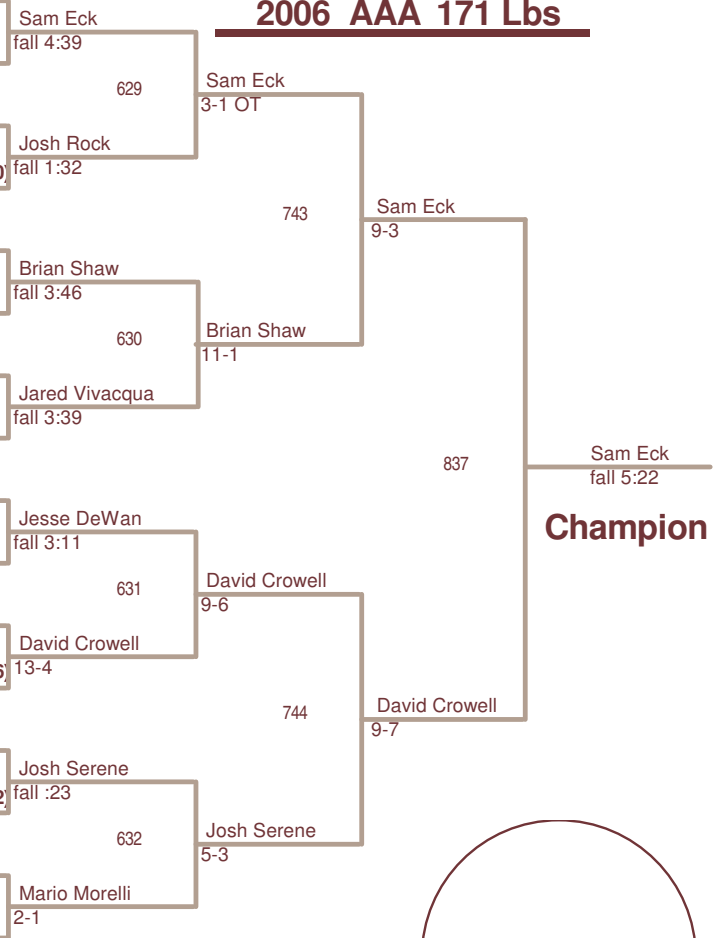 2006 AAA 171 Lbs
Sam Eck
fall 4:39
629
Sam Eck
3-1 OT
Josh Rock
fall 1:32
743
Sam Eck
9-3
Brian Shaw
fall 3:46
630
Brian Shaw
11-1
Jared Vivacqua
fall 3:39
837
Sam Eck
fall 5:22
Champion
Jesse DeWan
fall 3:11
631
David Crowell
9-6
David Crowell
13-4
744
David Crowell
9-7
Josh Serene
fall :23
632
Josh Serene
5-3
Mario Morelli
2-1